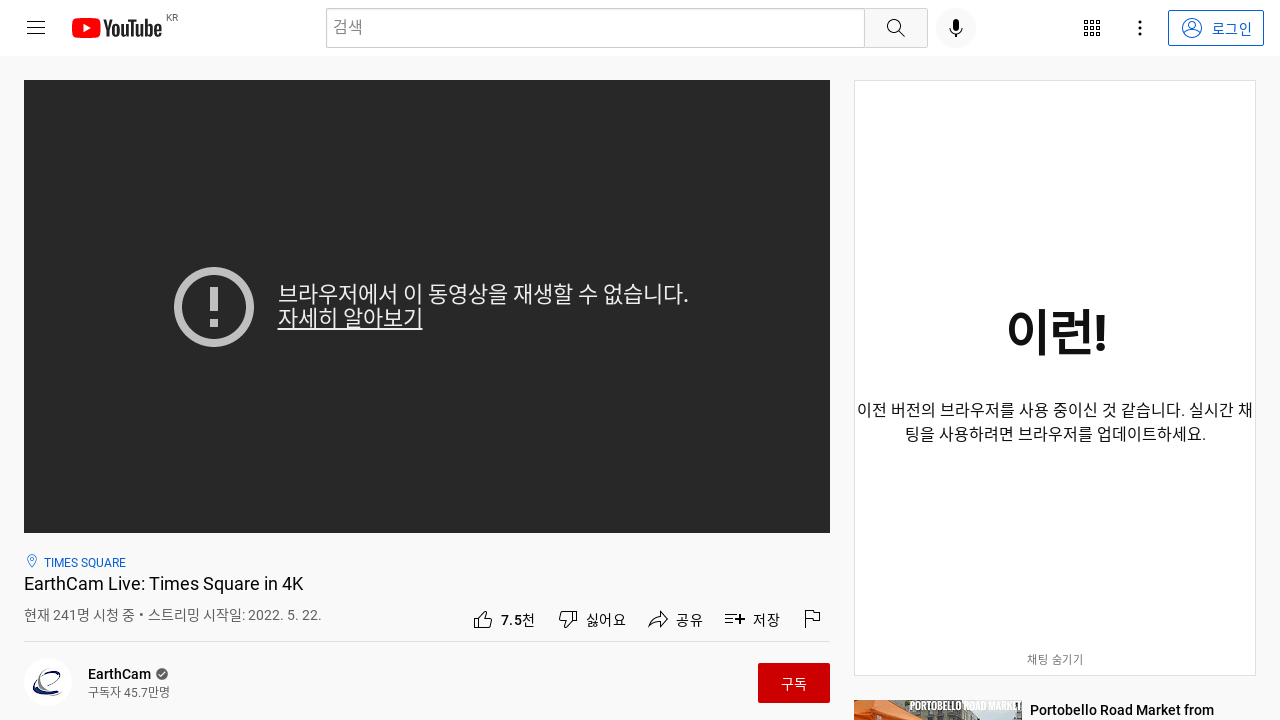 YouTube KR
검색
로그인
브라우저에서 이 동영상을 재생할 수 없습니다.
자세히 알아보기
이런!
이전 버전의 브라우저를 사용 중이신 것 같습니다. 실시간 채
팅을 사용하려면 브라우저를 업데이트하세요.
채팅 숨기기
TIMES SQUARE
EarthCam Live: Times Square in 4K
현재 241명 시청 중 • 스트리밍 시작일: 2022. 5. 22.
7.5천 싫어요 공유 저장
EarthCam
구독자 45.7만명
구독
PORTOBELLO ROAD MARKET
Portobello Road Market from